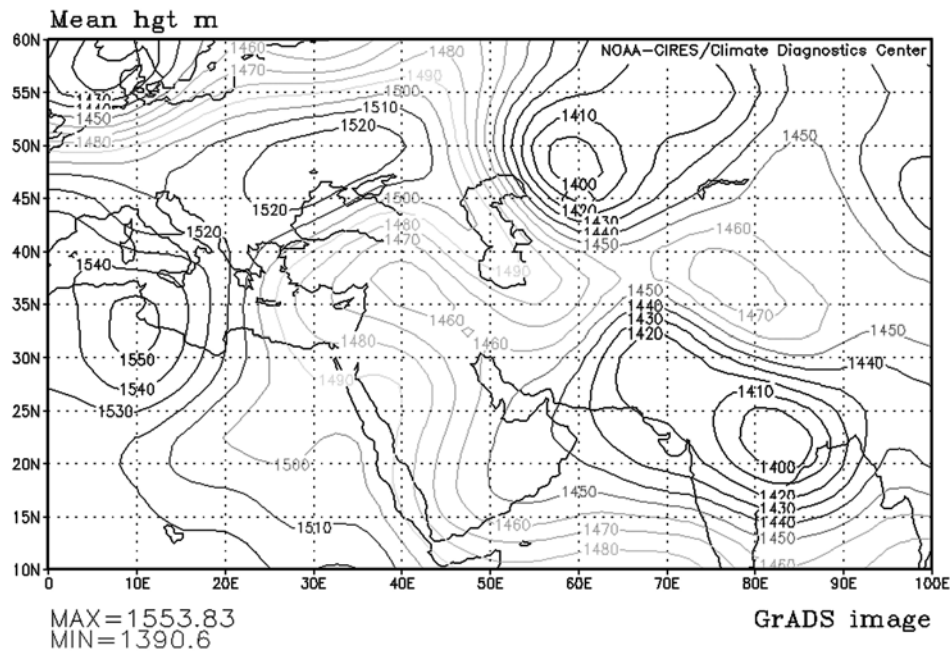 Mean hgt m
NOAA-CIRES/Climate Diagnostics Center
60N
55N
50N
45N
40N
35N
30N
25N
20N
15N
10N
1460
1470
1480
1490
1500
1510
1520
1430
1450
1480
1410
1400
1420
1430
1450
1450
1520
1500
1480
1470
1520
1540
1490
1460
1470
1450
1440
1430
1420
1450
1440
1460
1460
1480
1490
1550
1540
1530
1410
1400
1420
1430
1440
1450
1460
1500
1510
1450
1460
1470
1480
0
10E
20E
30E
40E
50E
60E
70E
80E
90E
100E
MAX=1553.83
MIN=1390.6
GrADS image